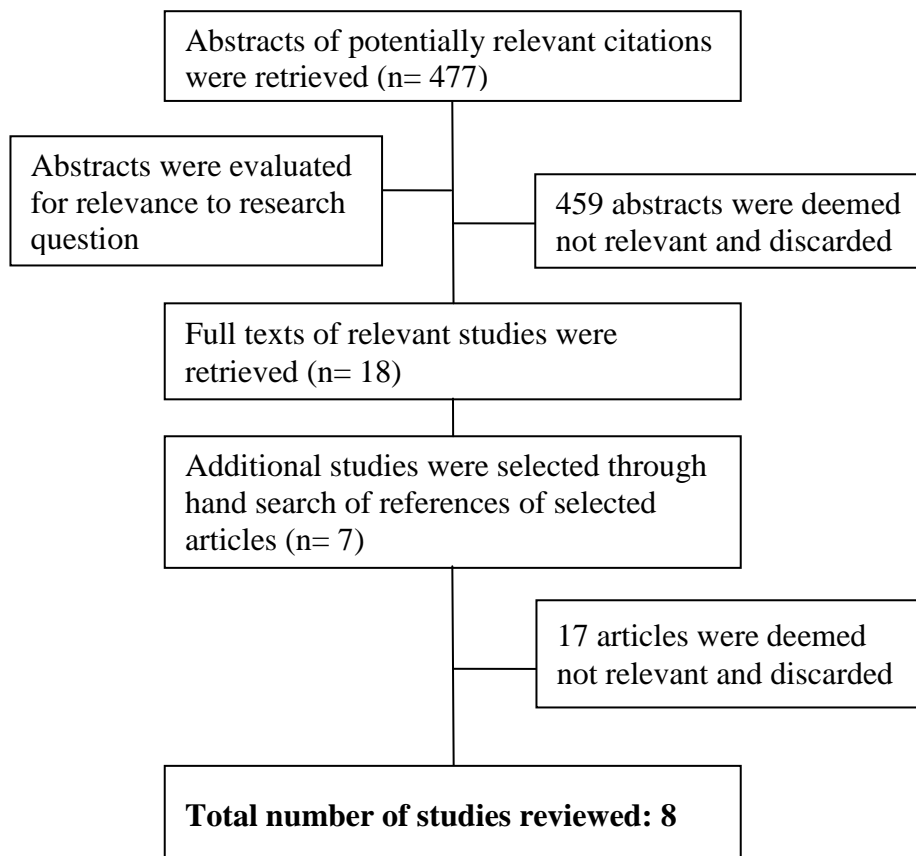 Abstracts of potentially relevant citations
were retrieved (n= 477)
Abstracts were evaluated
for relevance to research
question
459 abstracts were deemed
not relevant and discarded
Full texts of relevant studies were
retrieved (n= 18)
Additional studies were selected through
hand search of references of selected
articles (n= 7)
17 articles were deemed
not relevant and discarded
Total number of studies reviewed: 8